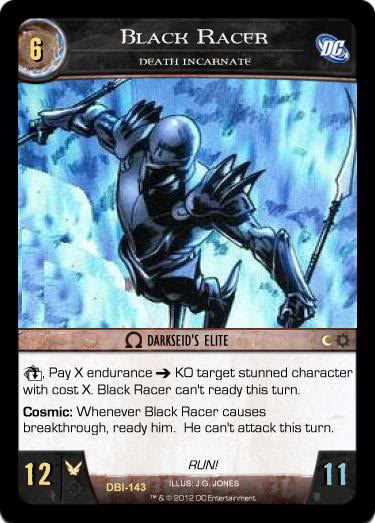 6
BLACK RACER
DEATH INCARNATE
DC
Ω DARKSEID'S ELITE
, Pay X endurance ➔ KO target stunned character
with cost X. Black Racer can't ready this turn.
Cosmic: Whenever Black Racer causes
breakthrough, ready him. He can't attack this turn.
RUN!
12
DBI-143
ILLUS: J.G. JONES
™ & © 2012 DC Entertainment.
11